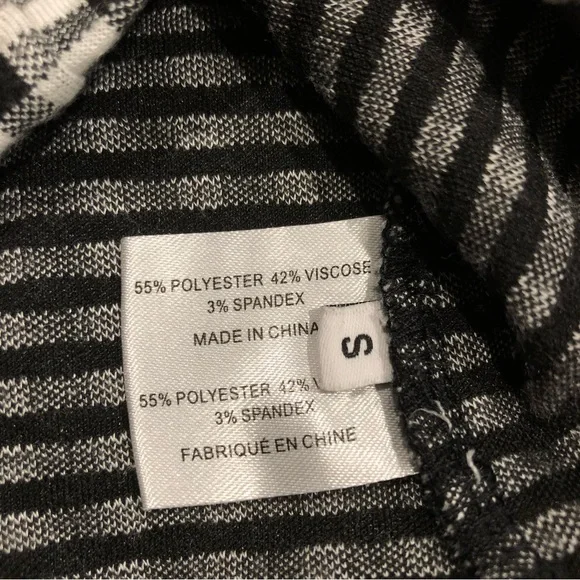 55% POLYESTER 42% VISCOSE
3% SPANDEX
MADE IN CHINA
S
55% POLYESTER 42%
3% SPANDEX
FABRIQUÉ EN CHINE